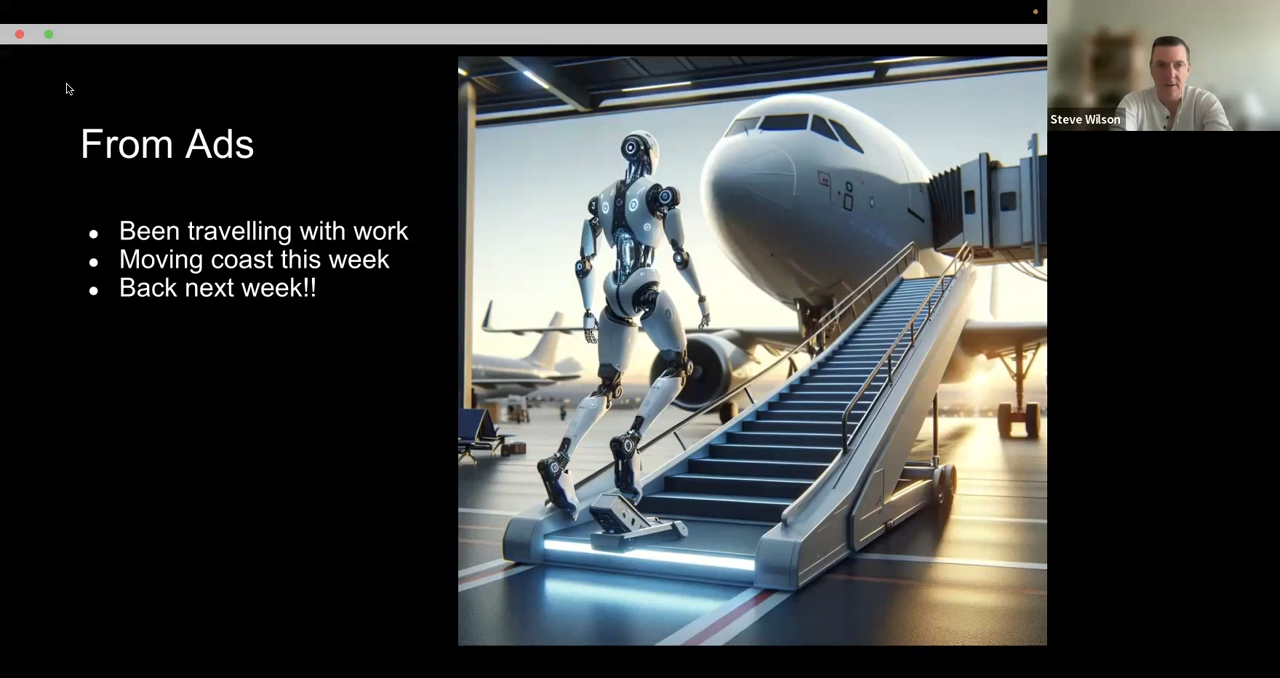 From Ads
Been travelling with work
Moving coast this week
Back next week!!
Steve Wilson